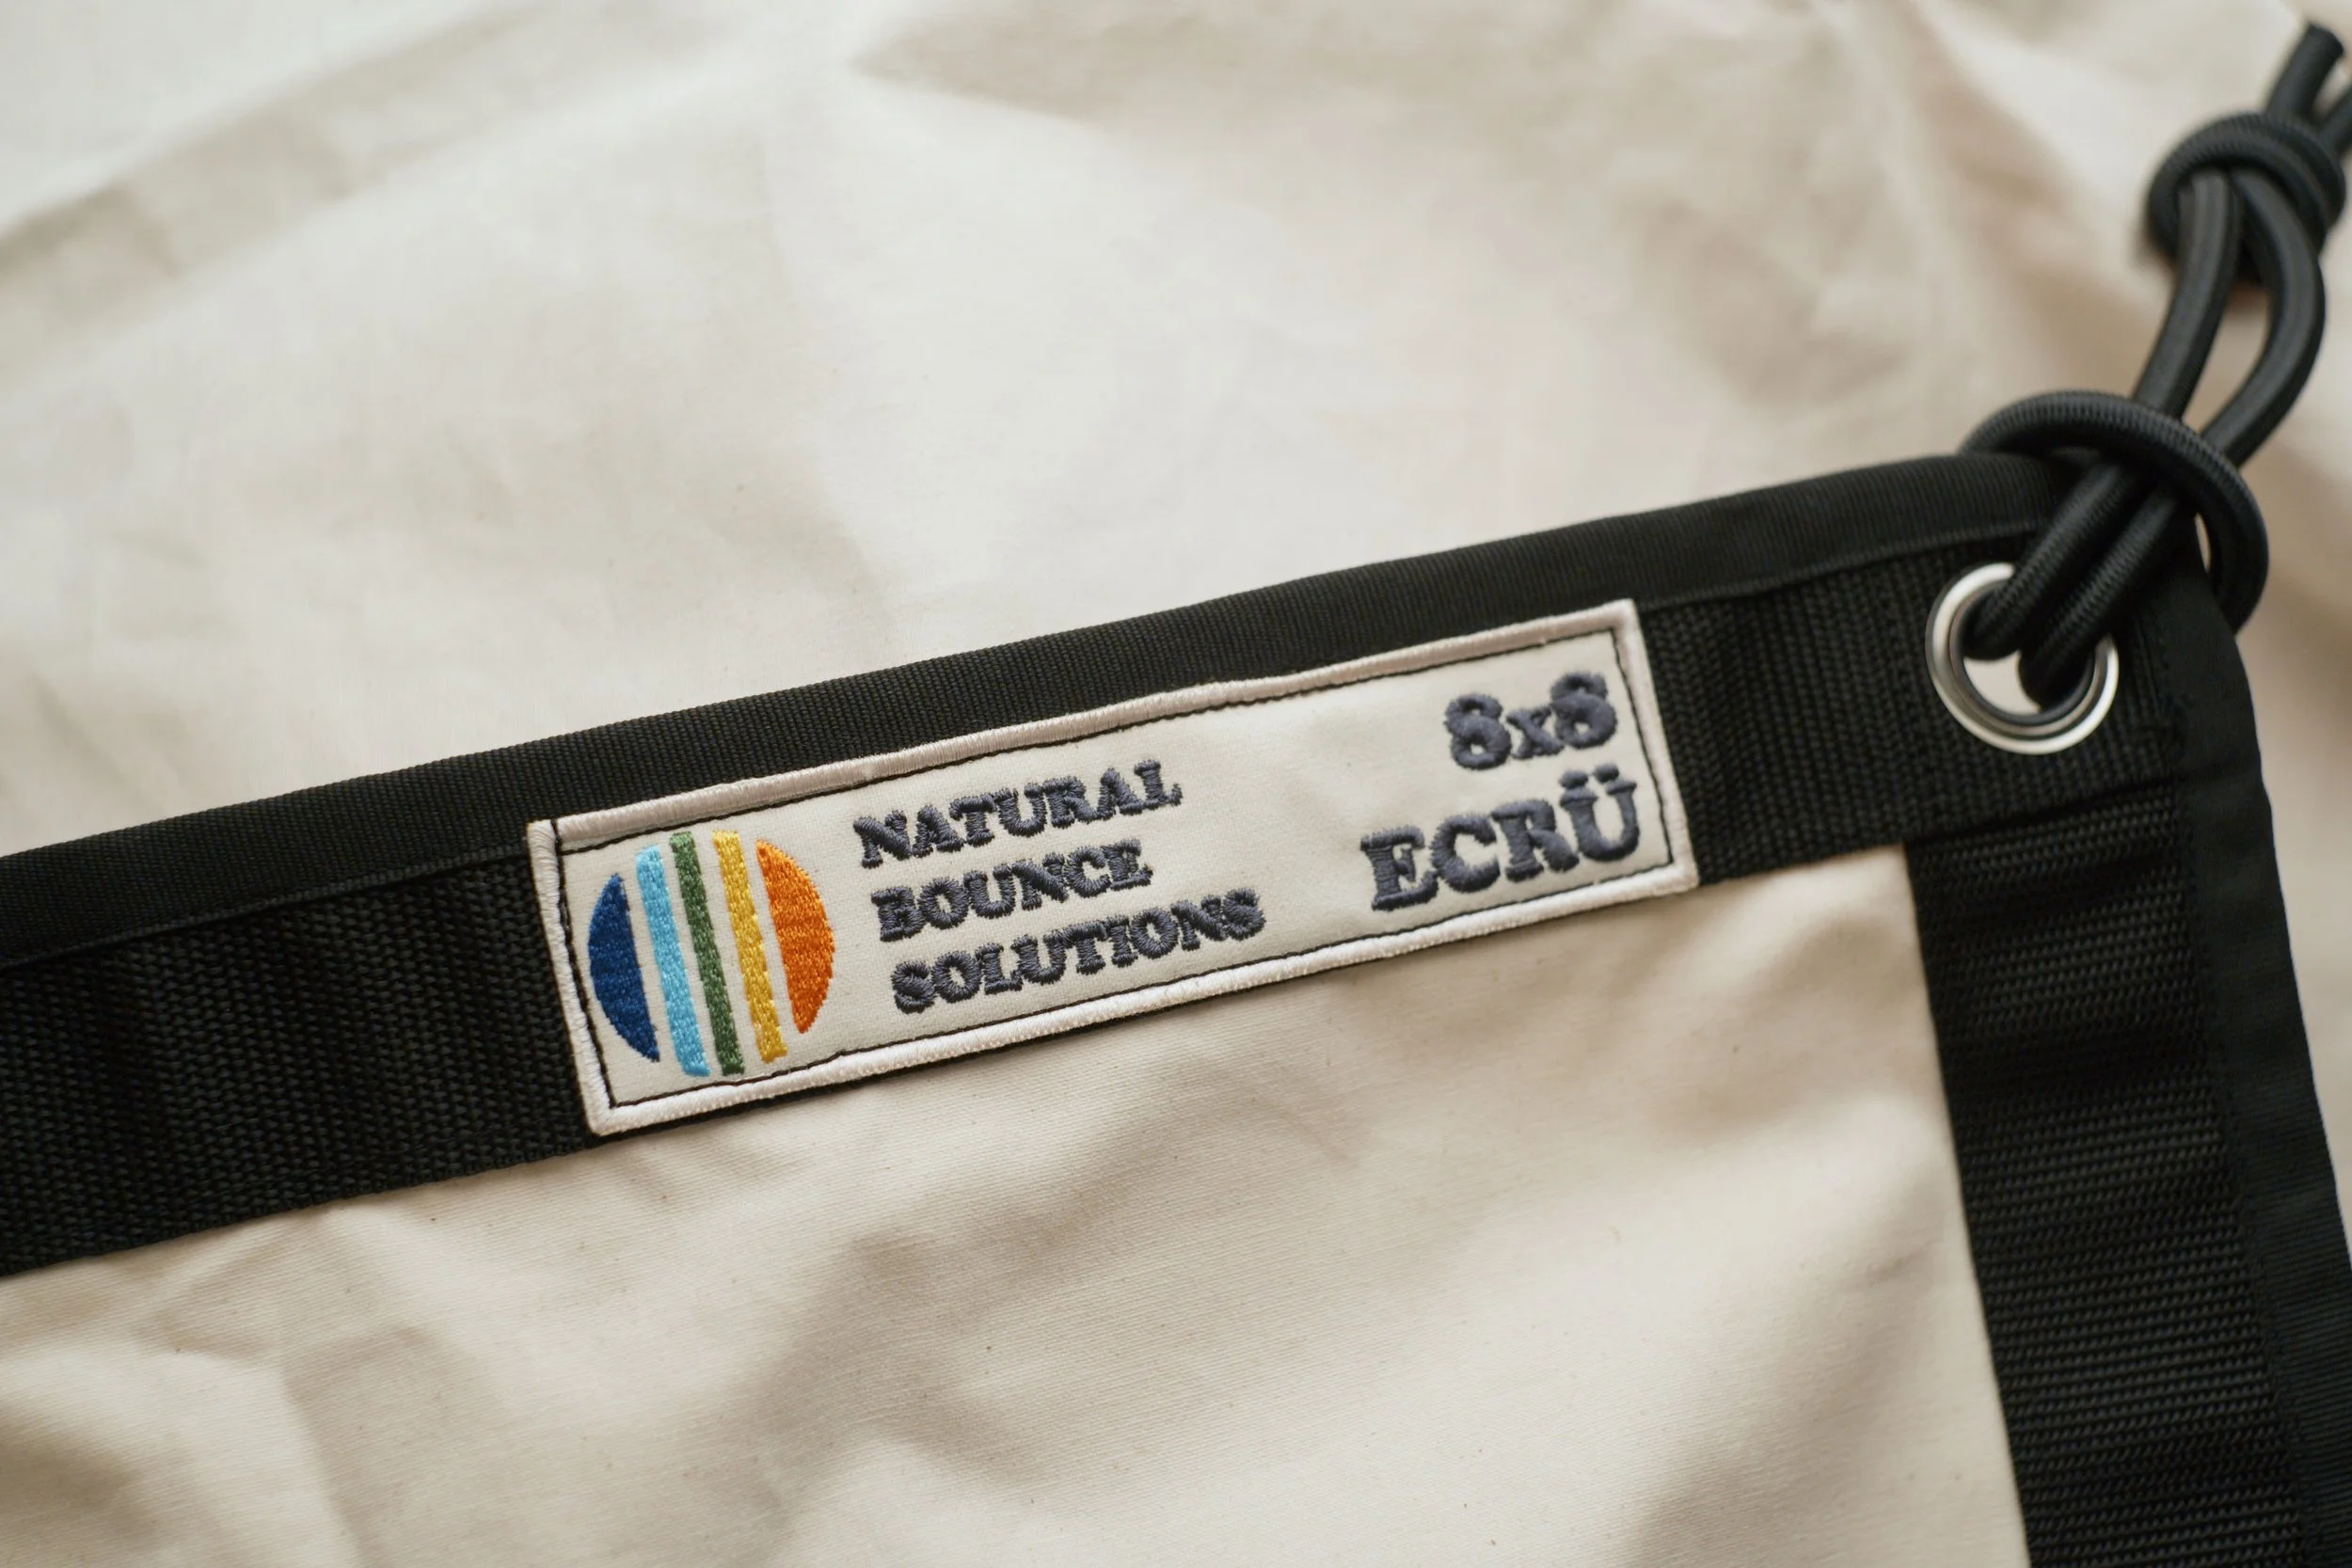 NATURAL
BOUNCE
SOLUTIONS
8x8
ECRÜ